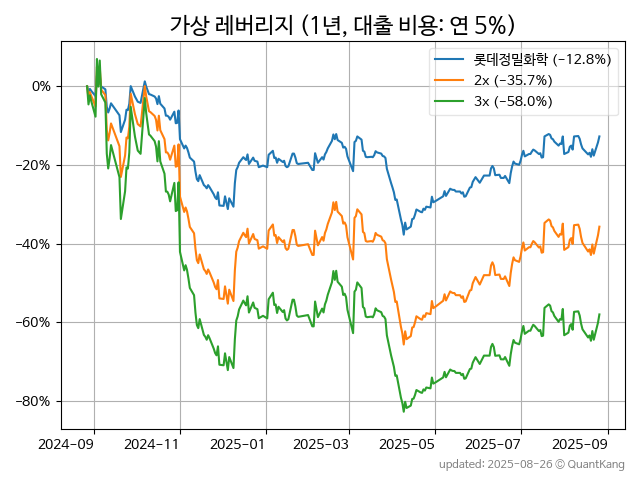 가상 레버리지 (1년, 대출 비용: 연 5%)
롯데정밀화학 (−12.8%)
2x (−35.7%)
3x (−58.0%)
0%
−20%
−40%
−60%
−80%
2024−09 2024−11 2025−01 2025−03 2025−05 2025−07 2025−09
updated: 2025-08-26 © QuantKang